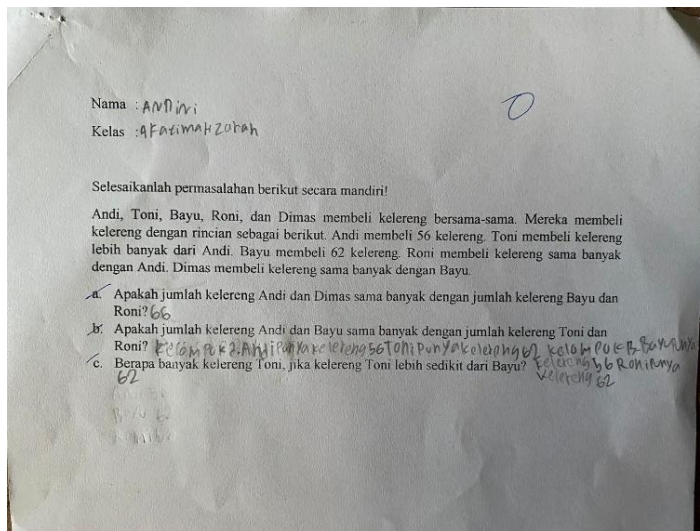 Nama : ANDiNi
O
Kelas : 4FatimaHzorah
Selesaikanlah permasalahan berikut secara mandiri!
Andi, Toni, Bayu, Roni, dan Dimas membeli kelereng bersama-sama. Mereka membeli
kelereng dengan rincian sebagai berikut. Andi membeli 56 kelereng. Toni membeli kelereng
lebih banyak dari Andi. Bayu membeli 62 kelereng. Roni membeli kelereng sama banyak
dengan Andi. Dimas membeli kelereng sama banyak dengan Bayu.
a. Apakah jumlah kelereng Andi dan Dimas sama banyak dengan jumlah kelereng Bayu dan
Roni? 66
b. Apakah jumlah kelereng Andi dan Bayu sama banyak dengan jumlah kelereng Toni dan
Roni? kelompok 2. Andi Punya kelereng 56 Toni Punya kelereng 62 kelompok B Bayu Punya
c. Berapa banyak kelereng Toni, jika kelereng Toni lebih sedikit dari Bayu? kelereng 56 Roni Punya
62 kelereng 62